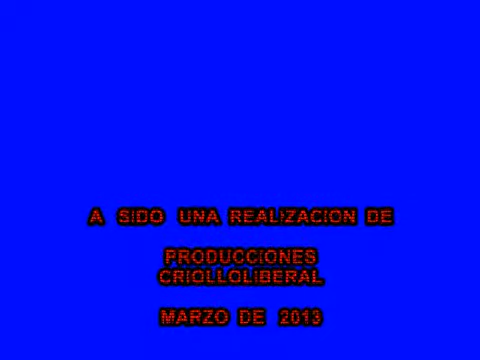 A SIDO UNA REALIZACION DE
PRODUCCIONES
CRIOLLOLIBERAL
MARZO DE 2013